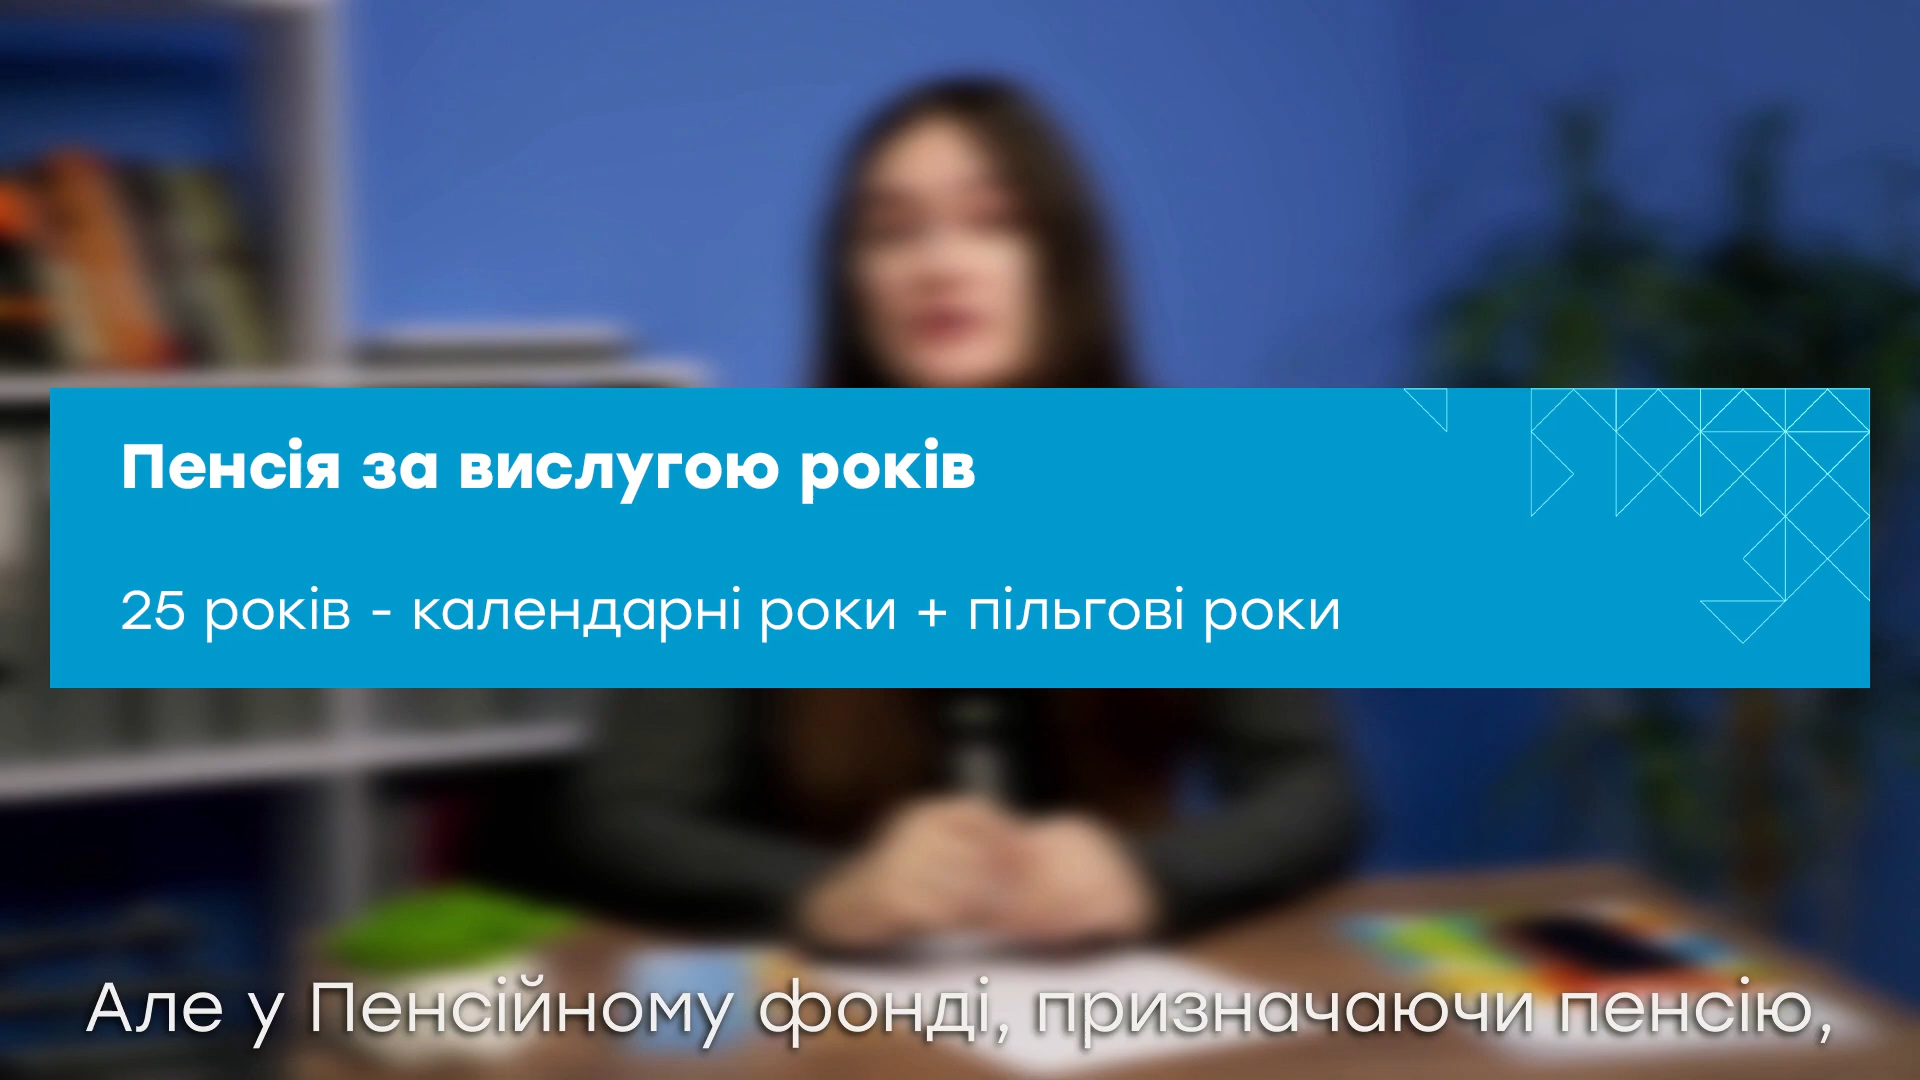 Пенсія за вислугою років
25 років - календарні роки + пільгові роки
Але у Пенсійному фонді, призначаючи пенсію,